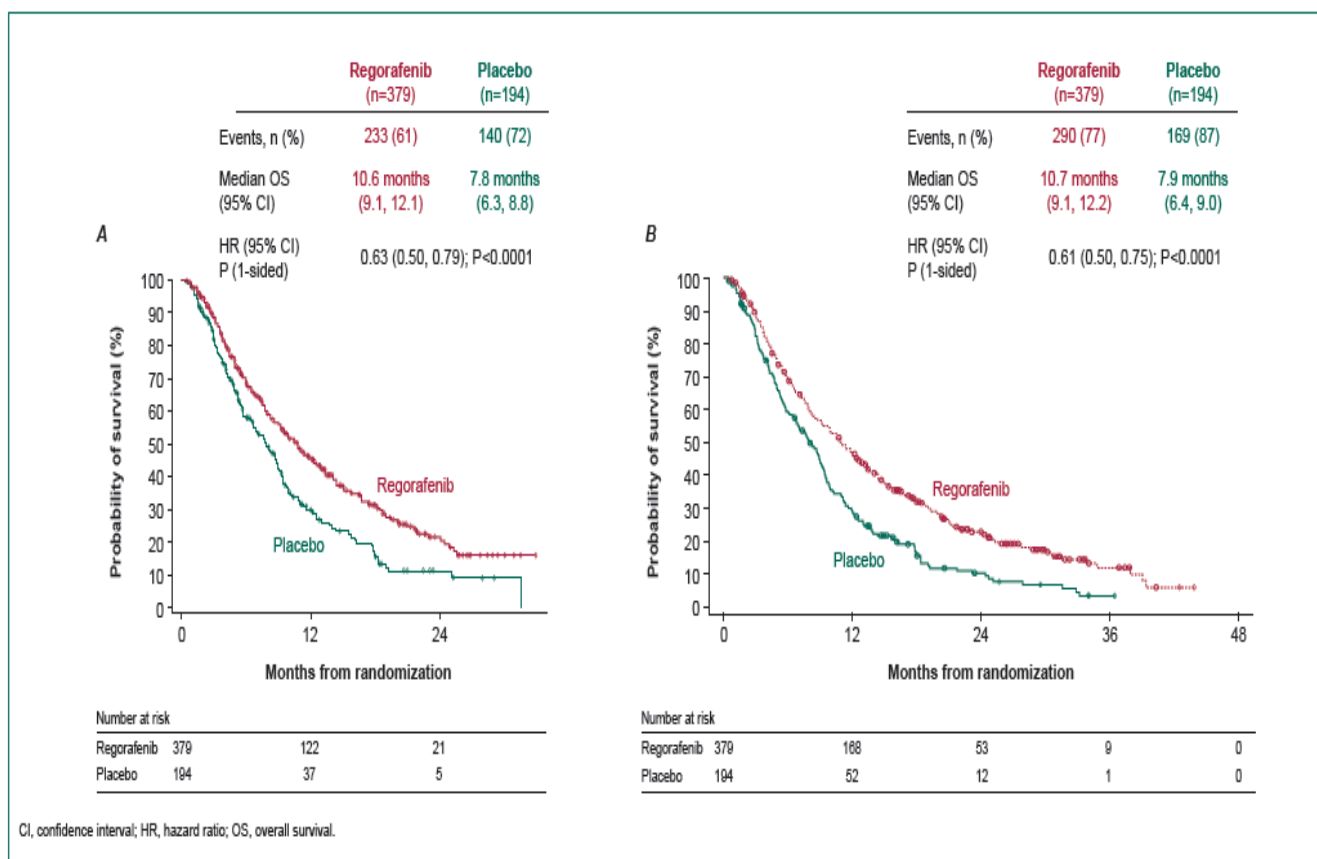 Regorafenib Placebo
(n=379) (n=194)
Events, n (%) 233 (61) 140 (72)
Median OS 10.6 months 7.8 months
(95% CI) (9.1, 12.1) (6.3, 8.8)
A
HR (95% CI)
P (1-sided) 0.63 (0.50, 0.79); P<0.0001
Probability of survival (%)
100
90
80
70
60
50
40
30
20
10
0
Regorafenib
Placebo
0 12 24
Months from randomization
Number at risk
Regorafenib 379 122 21
Placebo 194 37 5
Regorafenib Placebo
(n=379) (n=194)
Events, n (%) 290 (77) 169 (87)
Median OS 10.7 months 7.9 months
(95% CI) (9.1, 12.2) (6.4, 9.0)
B
HR (95% CI)
P (1-sided) 0.61 (0.50, 0.75); P<0.0001
Probability of survival (%)
100
90
80
70
60
50
40
30
20
10
0
Regorafenib
Placebo
0 12 24 36 48
Months from randomization
Number at risk
Regorafenib 379 168 53 9 0
Placebo 194 52 12 1 0
CI, confidence interval; HR, hazard ratio; OS, overall survival.